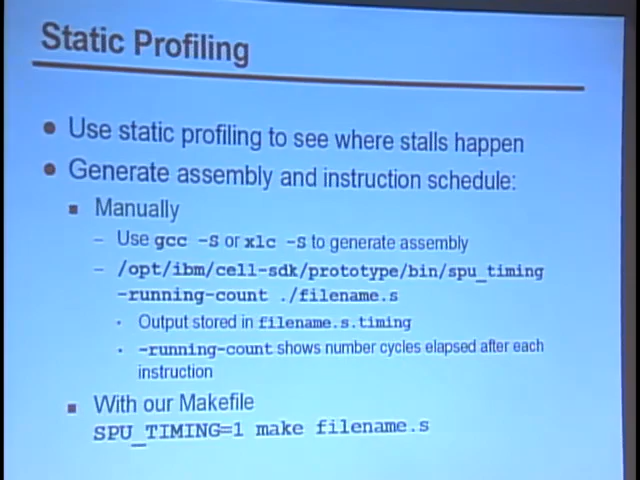 Static Profiling
● Use static profiling to see where stalls happen
● Generate assembly and instruction schedule:
■ Manually
– Use gcc -S or xlc -S to generate assembly
– /opt/ibm/cell-sdk/prototype/bin/spu_timing
-running-count ./filename.s
• Output stored in filename.s.timing
• -running-count shows number cycles elapsed after each
instruction
■ With our Makefile
SPU_TIMING=1 make filename.s